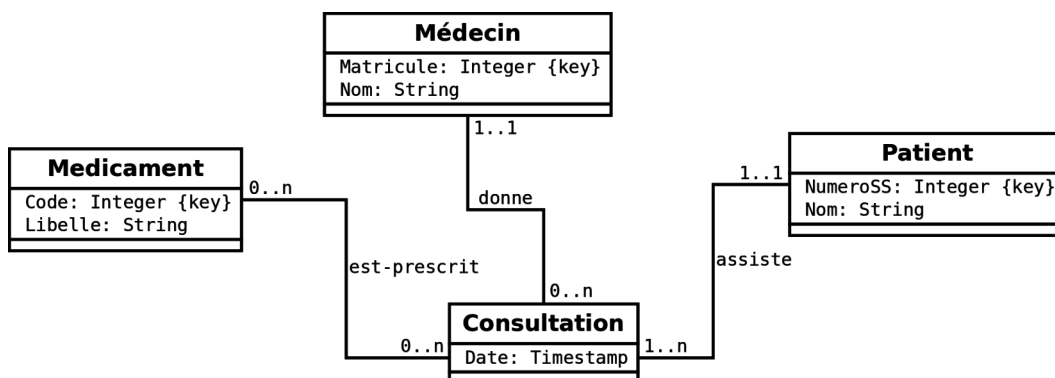 Médecin
Matricule: Integer {key}
Nom: String
1..1
Medicament
Code: Integer {key}
Libelle: String
0..n
donne
Patient
NumeroSS: Integer {key}
Nom: String
1..1
est-prescrit
assiste
0..n
Consultation
Date: Timestamp
0..n
1..n